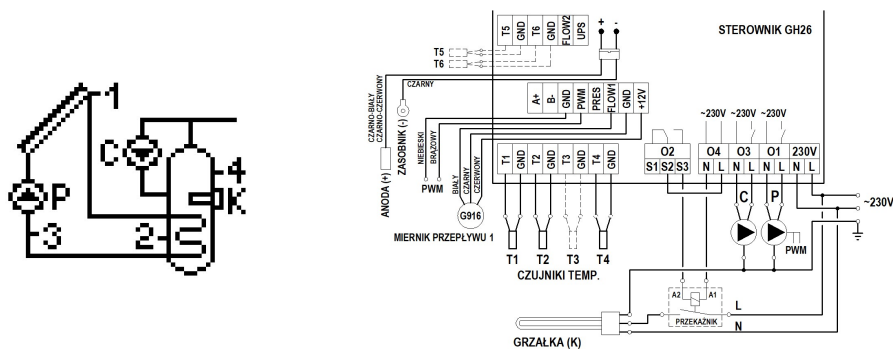 1
C
4
P
K
3
2
STEROWNIK GH26
T5 GND T6 GND FLOW2 UPS
+ -
T5
T6
CZARNO-BIAŁY
CZARNO-CZERWONY
CZARNY
ANODA (+)
ZASOBNIK (-)
A+ B- GND PWM PRES FLOW1 GND +12V
NIEBIESKI
BRĄZOWY
PWM
BIAŁY
CZARNY
CZERWONY
G916
MIERNIK PRZEPŁYWU 1
T1 GND T2 GND T3 GND T4 GND
T1 T2 T3 T4
CZUJNIKI TEMP.
~230V ~230V ~230V
O2 O4 O3 O1 230V
S1 S2 S3 N L N L N L N L
~230V
C P
PWM
A2 A1
PRZEKAŹNIK
L
N
GRZAŁKA (K)